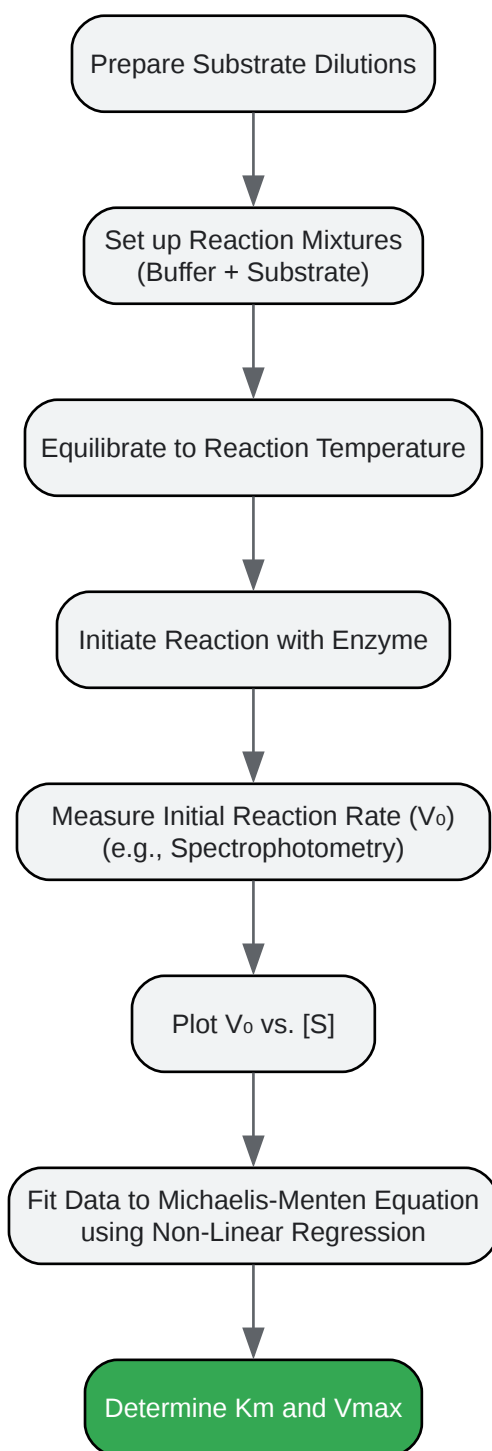 Prepare Substrate Dilutions
Set up Reaction Mixtures
(Buffer + Substrate)
Equilibrate to Reaction Temperature
Initiate Reaction with Enzyme
Measure Initial Reaction Rate (V₀)
(e.g., Spectrophotometry)
Plot V₀ vs. [S]
Fit Data to Michaelis-Menten Equation
using Non-Linear Regression
Determine Km and Vmax